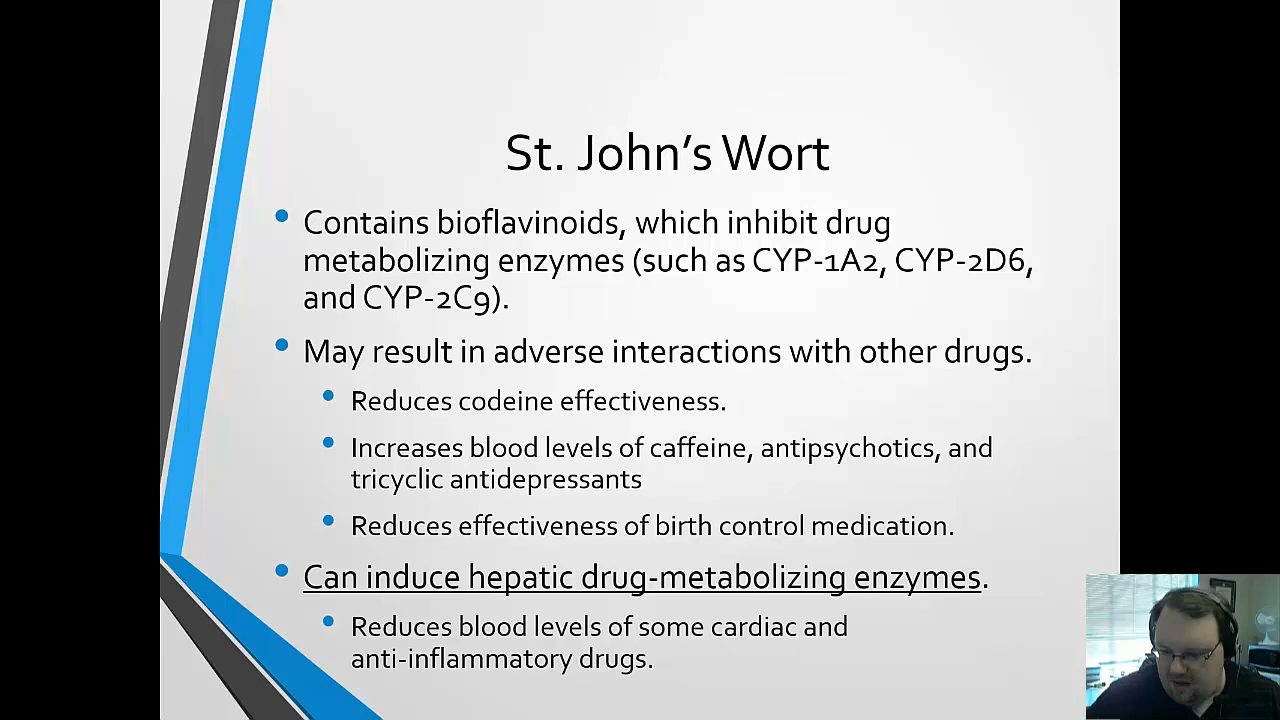 St. John's Wort
Contains bioflavinoids, which inhibit drug
metabolizing enzymes (such as CYP-1A2, CYP-2D6,
and CYP-2C9).
May result in adverse interactions with other drugs.
Reduces codeine effectiveness.
Increases blood levels of caffeine, antipsychotics, and
tricyclic antidepressants
Reduces effectiveness of birth control medication.
Can induce hepatic drug-metabolizing enzymes.
Reduces blood levels of some cardiac and
anti-inflammatory drugs.